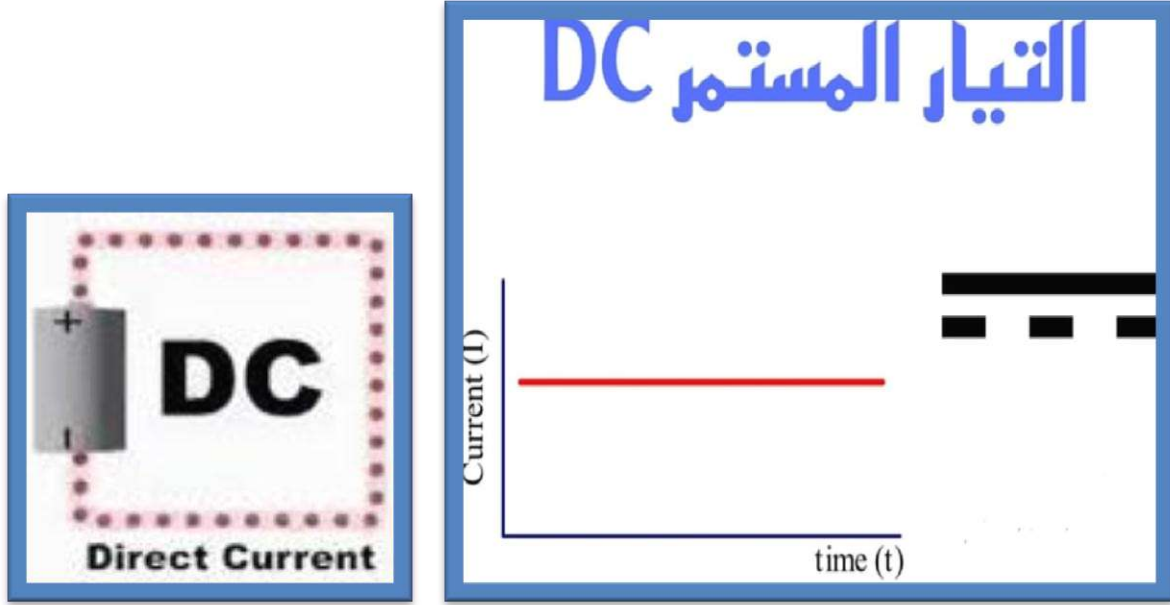 +
DC
-
Direct Current
التيار المستمر DC
Current (I)
time (t)